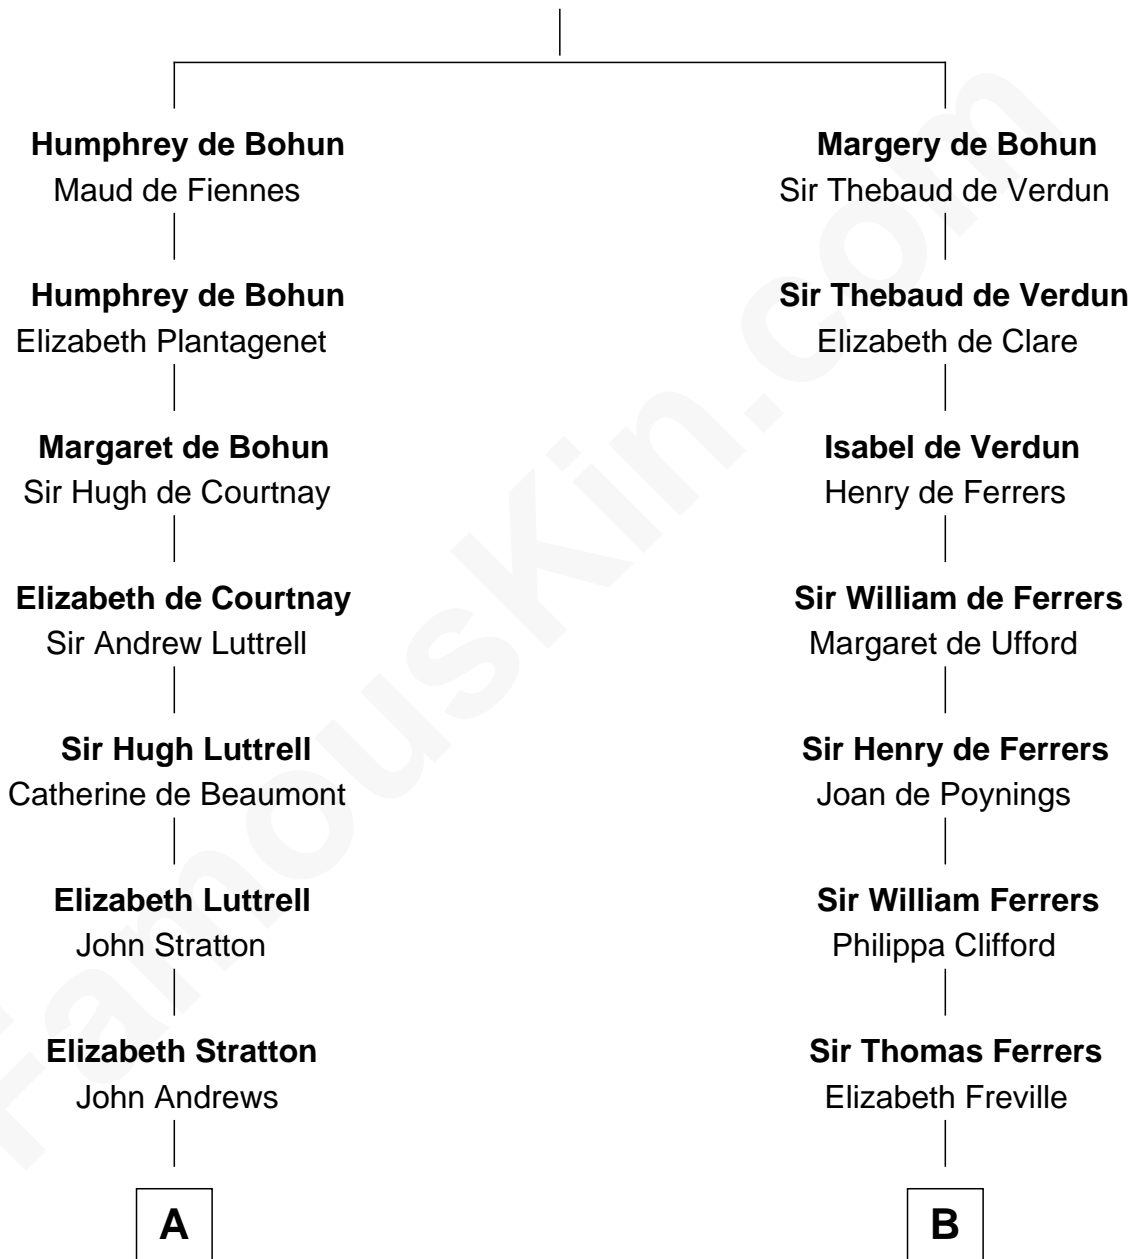 Humphrey de Bohun
Maud de Fiennes
Humphrey de Bohun
Elizabeth Plantagenet
Margaret de Bohun
Sir Hugh de Courtnay
Elizabeth de Courtnay
Sir Andrew Luttrell
Sir Hugh Luttrell
Catherine de Beaumont
Elizabeth Luttrell
John Stratton
Elizabeth Stratton
John Andrews
A
Margery de Bohun
Sir Thebaud de Verdun
Sir Thebaud de Verdun
Elizabeth de Clare
Isabel de Verdun
Henry de Ferrers
Sir William de Ferrers
Margaret de Ufford
Sir Henry de Ferrers
Joan de Poynings
Sir William Ferrers
Philippa Clifford
Sir Thomas Ferrers
Elizabeth Freville
B
FamousKin.com